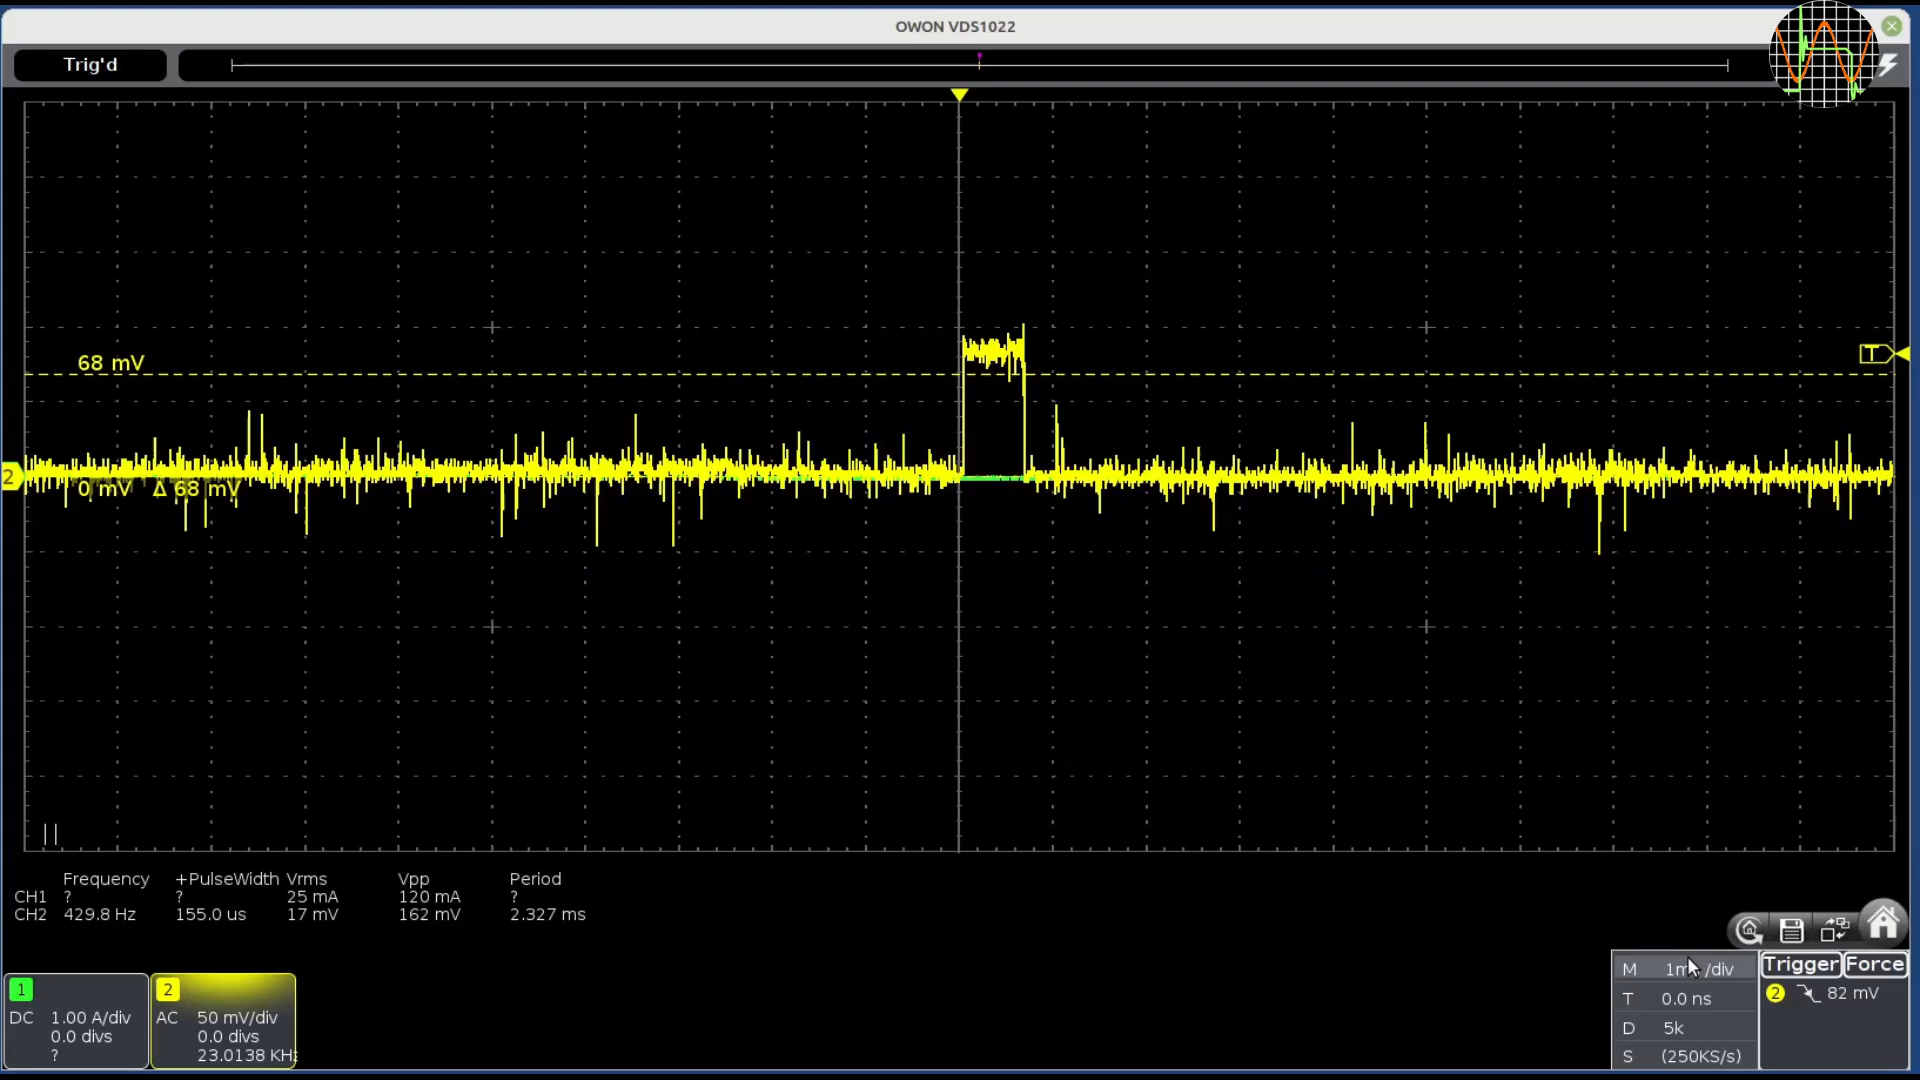 OWON VDS1022
Trig'd
68 mV
T
2
0 mV Δ 68 mV
Frequency +PulseWidth Vrms Vpp Period
CH1 ? ? 25 mA 120 mA ?
CH2 429.8 Hz 155.0 us 17 mV 162 mV 2.327 ms
1
DC 1.00 A/div
0.0 divs
?
2
AC 50 mV/div
0.0 divs
23.0138 KHz
M 1m /div
T 0.0 ns
D 5k
S (250KS/s)
Trigger Force
2 82 mV